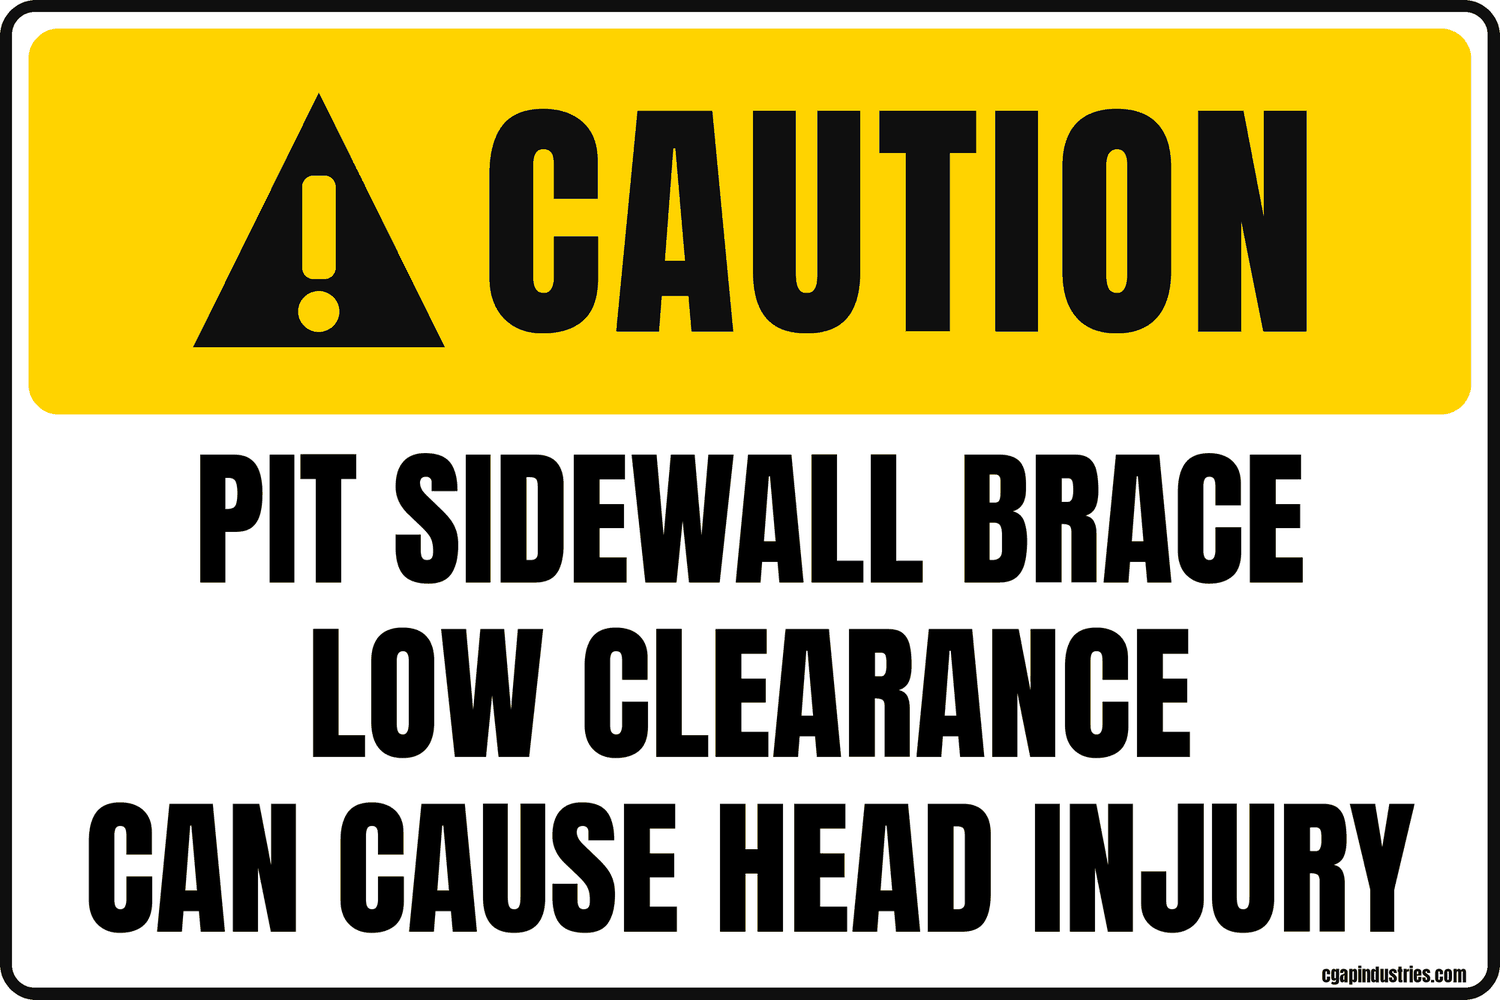 CAUTION
PIT SIDEWALL BRACE
LOW CLEARANCE
CAN CAUSE HEAD INJURY
cgapindustries.com